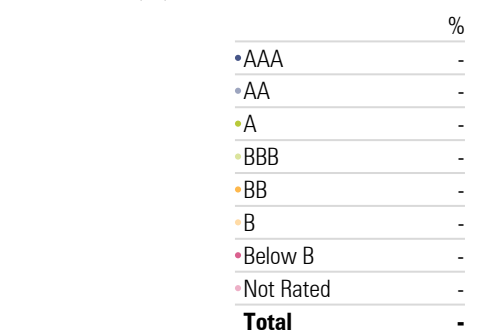 %
•AAA -
•AA -
•A -
•BBB -
•BB -
•B -
•Below B -
•Not Rated -
Total -